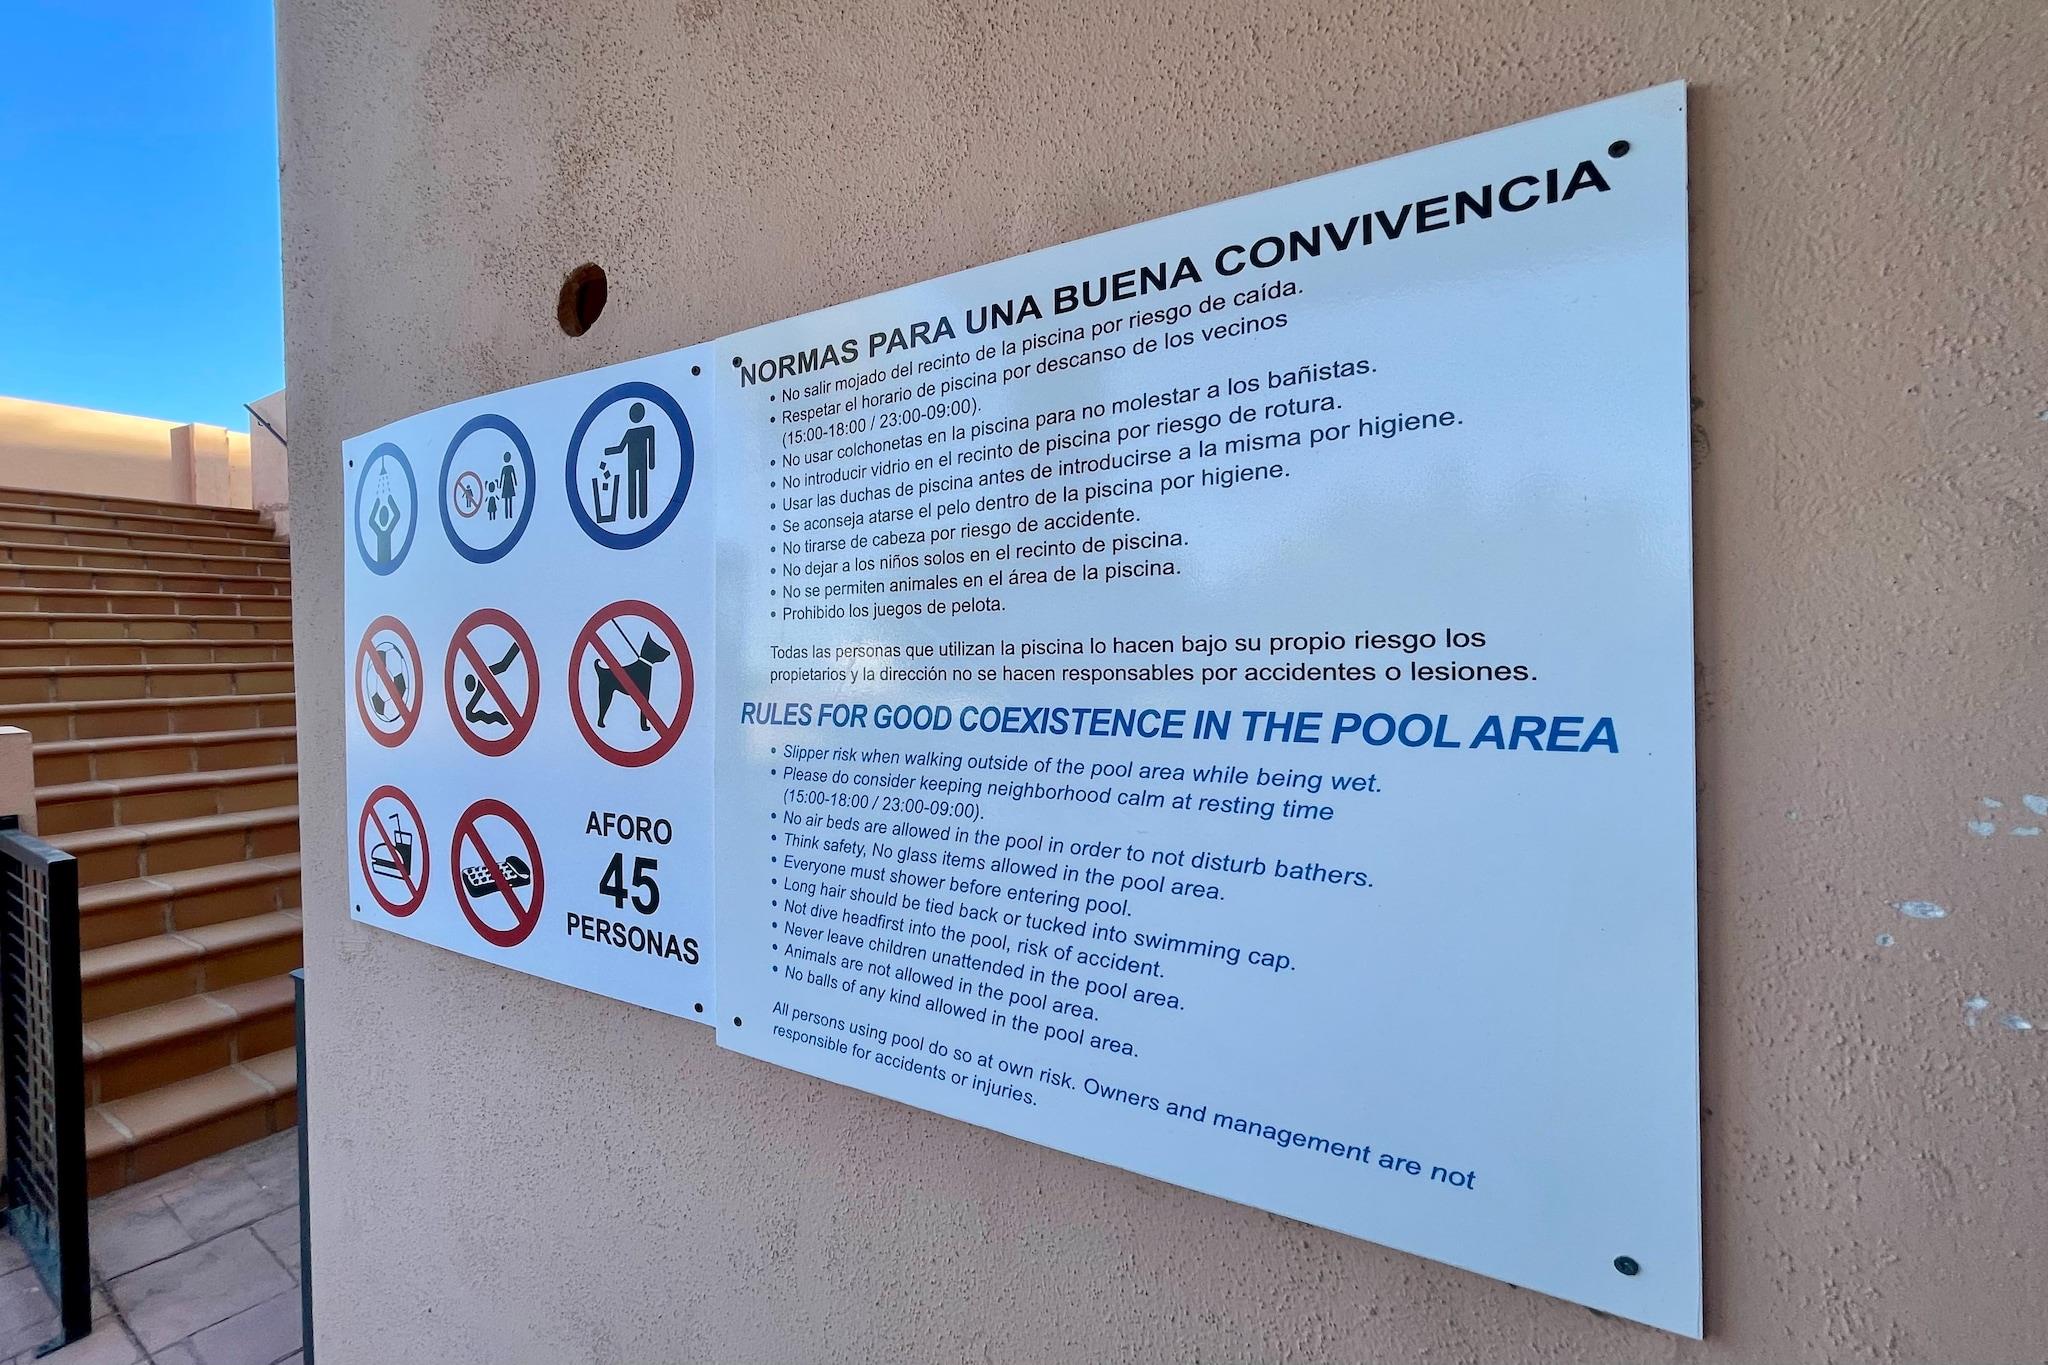 AFORO
45
PERSONAS
NORMAS PARA UNA BUENA CONVIVENCIA
• No salir mojado del recinto de la piscina por riesgo de caída.
• Respetar el horario de piscina por descanso de los vecinos
(15:00-18:00 / 23:00-09:00).
• No usar colchonetas en la piscina para no molestar a los bañistas.
• No introducir vidrio en el recinto de piscina por riesgo de rotura.
• Usar las duchas de piscina antes de introducirse a la misma por higiene.
• Se aconseja atarse el pelo dentro de la piscina por higiene.
• No tirarse de cabeza por riesgo de accidente.
• No dejar a los niños solos en el recinto de piscina.
• No se permiten animales en el área de la piscina.
• Prohibido los juegos de pelota.
Todas las personas que utilizan la piscina lo hacen bajo su propio riesgo los
propietarios y la dirección no se hacen responsables por accidentes o lesiones.
RULES FOR GOOD COEXISTENCE IN THE POOL AREA
• Slipper risk when walking outside of the pool area while being wet.
• Please do consider keeping neighborhood calm at resting time
(15:00-18:00 / 23:00-09:00).
• No air beds are allowed in the pool in order to not disturb bathers.
• Think safety, No glass items allowed in the pool area.
• Everyone must shower before entering pool.
• Long hair should be tied back or tucked into swimming cap.
• Not dive headfirst into the pool, risk of accident.
• Never leave children unattended in the pool area.
• Animals are not allowed in the pool area.
• No balls of any kind allowed in the pool area.
All persons using pool do so at own risk. Owners and management are not
responsible for accidents or injuries.